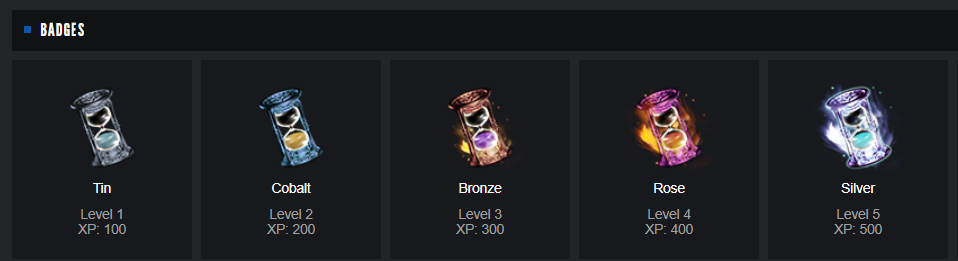 BADGES
Tin
Level 1
XP: 100
Cobalt
Level 2
XP: 200
Bronze
Level 3
XP: 300
Rose
Level 4
XP: 400
Silver
Level 5
XP: 500